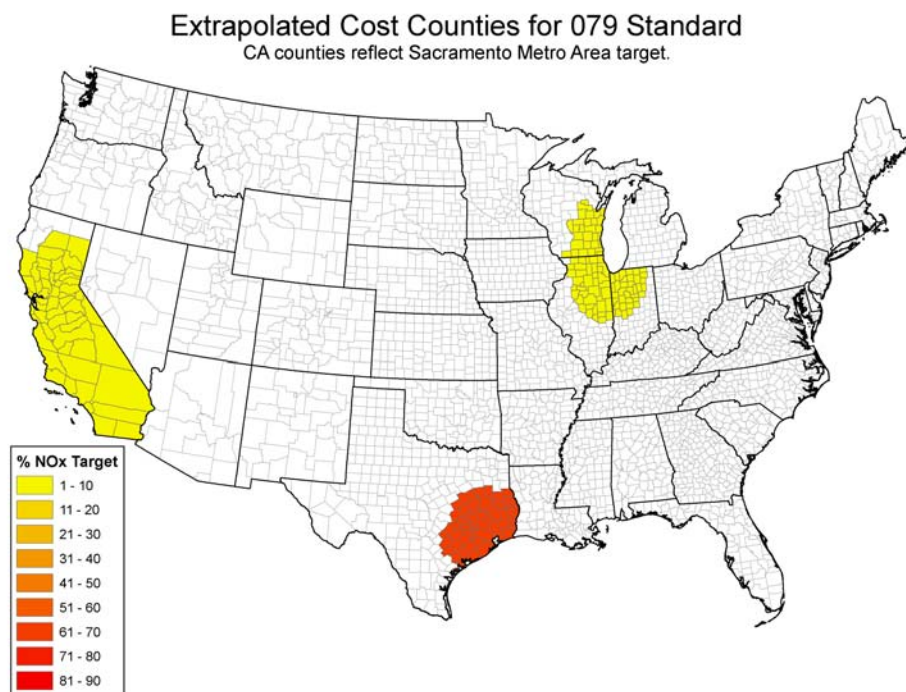 Extrapolated Cost Counties for 079 Standard
CA counties reflect Sacramento Metro Area target.
% NOx Target
1 - 10
11 - 20
21 - 30
31 - 40
41 - 50
51 - 60
61 - 70
71 - 80
81 - 90